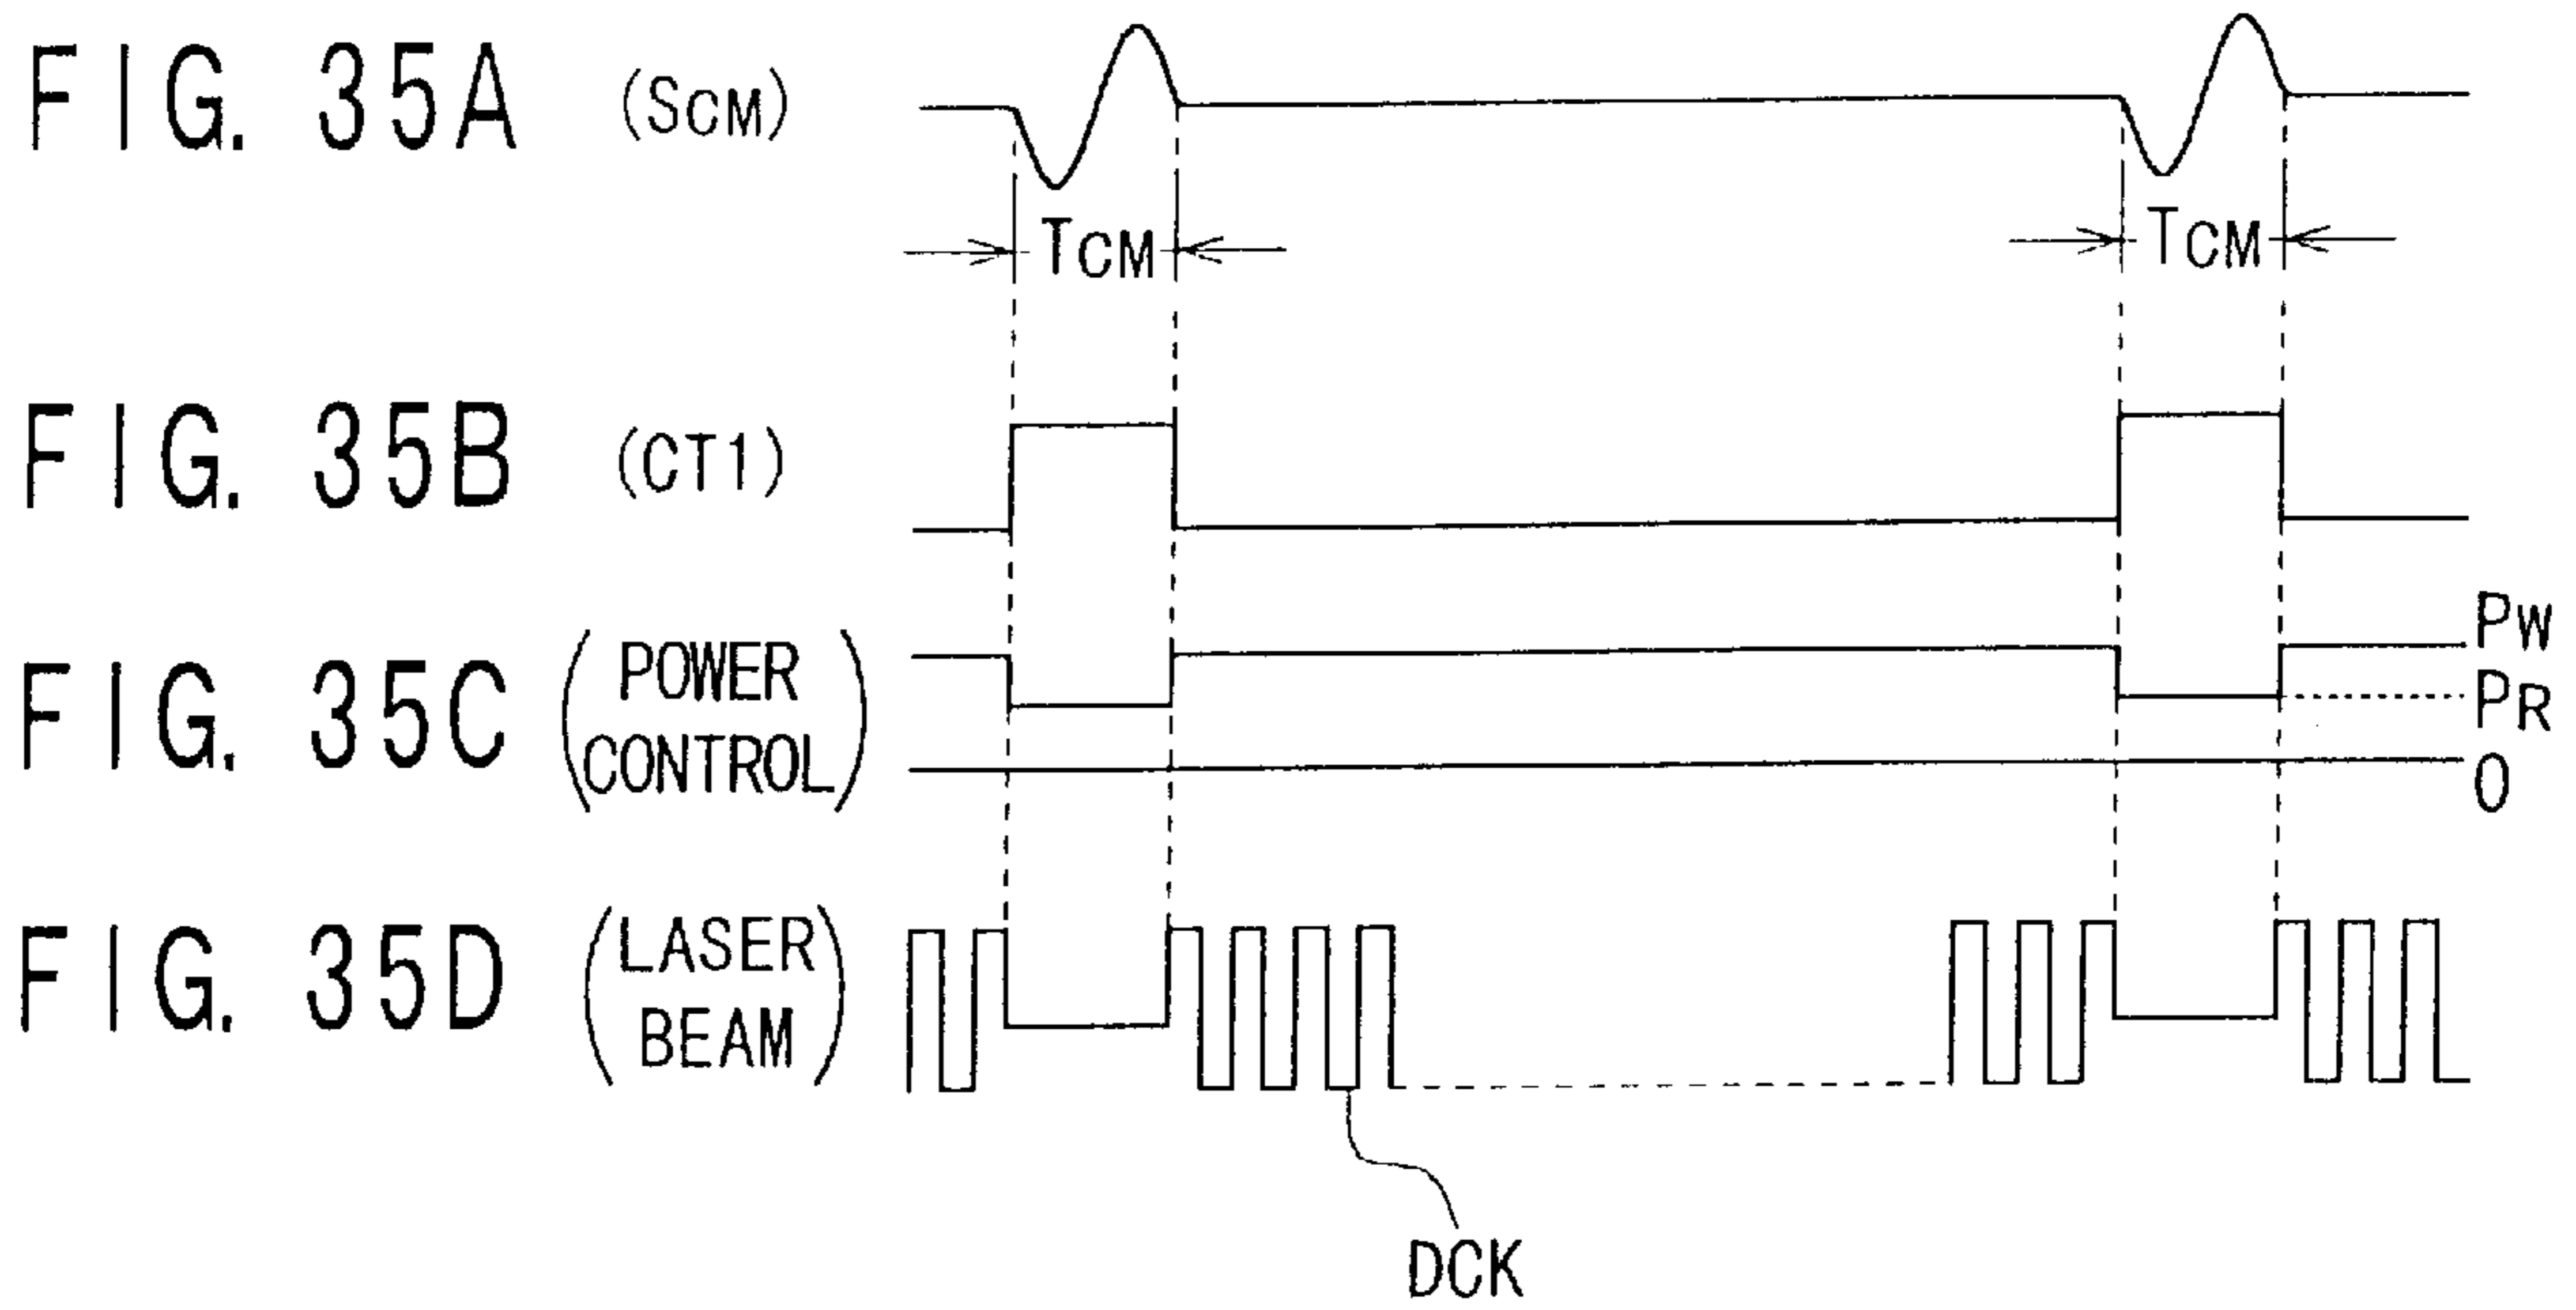 FIG. 35A (SCM)
TCM TCM
FIG. 35B (CT1)
FIG. 35C (POWER CONTROL)
PW
PR
0
FIG. 35D (LASER BEAM)
DCK